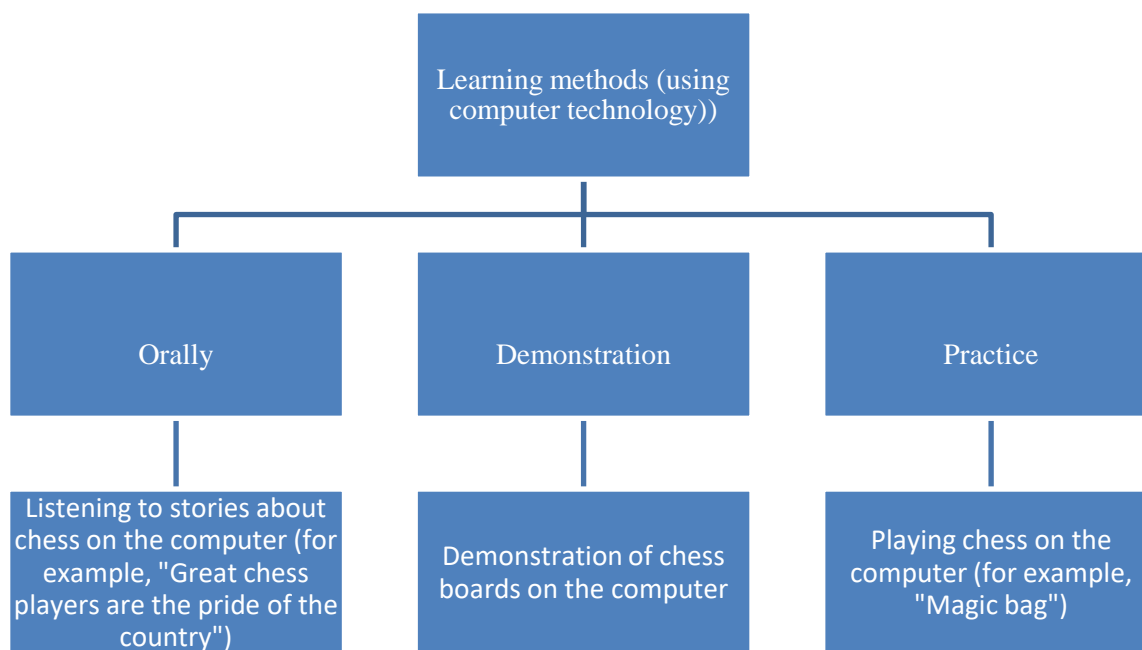 Learning methods (using
computer technology))
Orally
Demonstration
Practice
Listening to stories about
chess on the computer (for
example, "Great chess
players are the pride of the
country")
Demonstration of chess
boards on the computer
Playing chess on the
computer (for example,
"Magic bag")